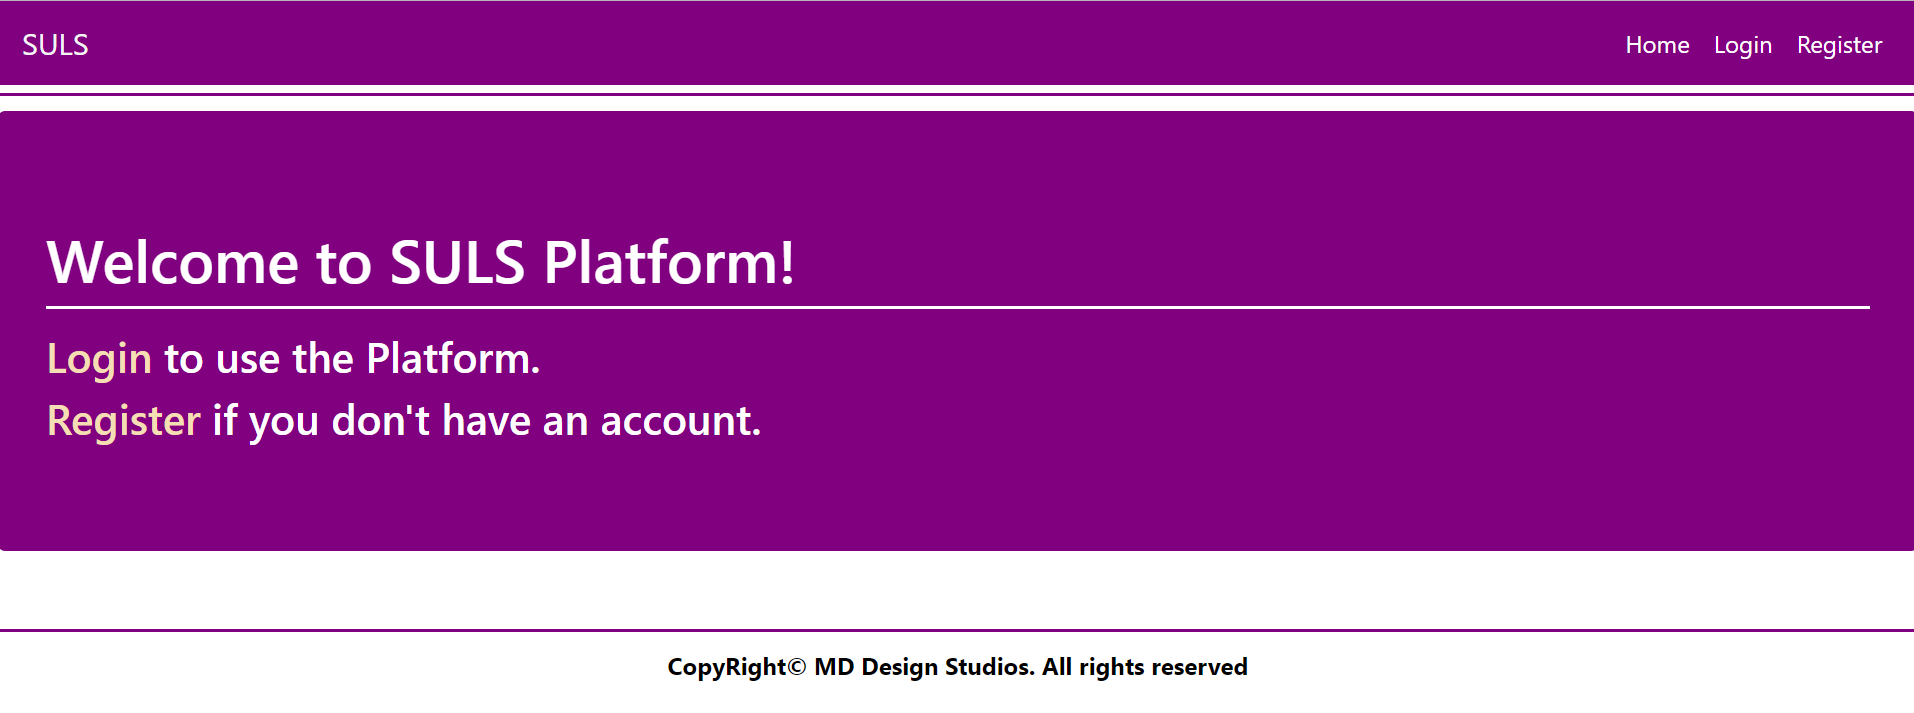 SULS Home Login Register
Welcome to SULS Platform!
Login to use the Platform.
Register if you don't have an account.
CopyRight© MD Design Studios. All rights reserved